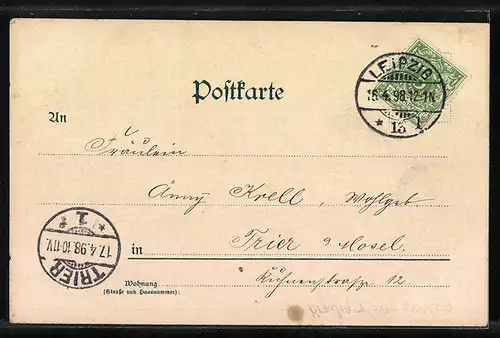 Postkarte
LEIPZIG
16.4.98.12-1N.
* 13
An
Fräulein
Anny Krell, Wohlgeb
in Trier a Mosel.
Wohnung
(Straße und Hausnummer):
12.
TRIER
17.4.98.10-11V.
* 1 f